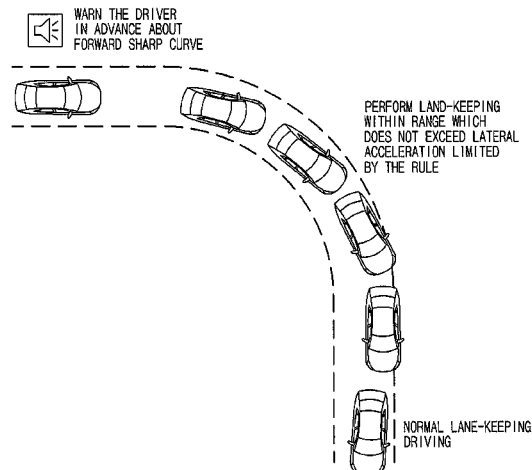 WARN THE DRIVER
IN ADVANCE ABOUT
FORWARD SHARP CURVE
PERFORM LAND-KEEPING
WITHIN RANGE WHICH
DOES NOT EXCEED LATERAL
ACCELERATION LIMITED
BY THE RULE
NORMAL LANE-KEEPING
DRIVING